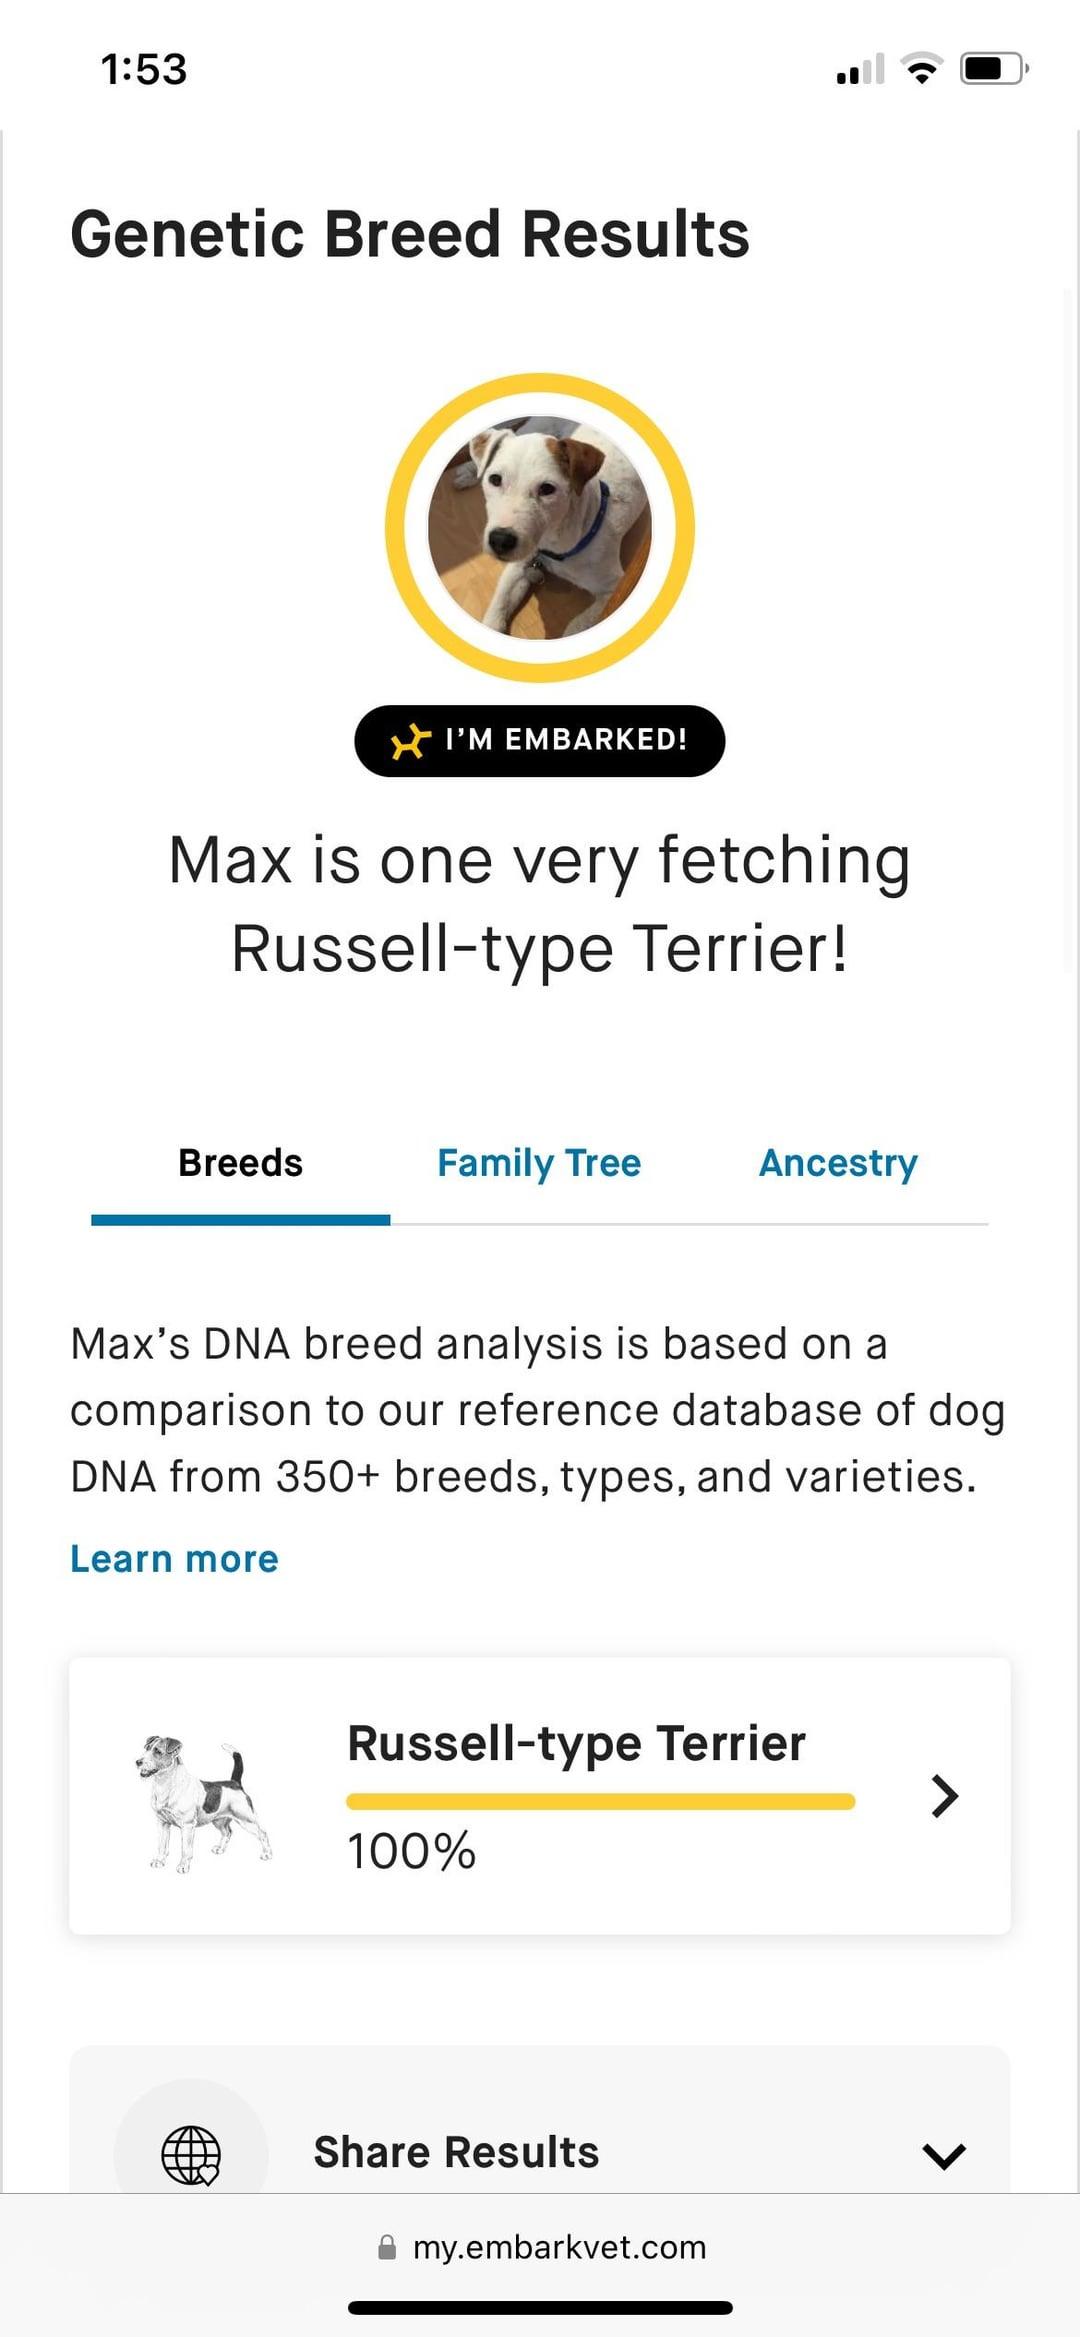 1:53
Genetic Breed Results
I'M EMBARKED!
Max is one very fetching
Russell-type Terrier!
Breeds Family Tree Ancestry
Max's DNA breed analysis is based on a
comparison to our reference database of dog
DNA from 350+ breeds, types, and varieties.
Learn more
Russell-type Terrier
100%
Share Results
my.embarkvet.com